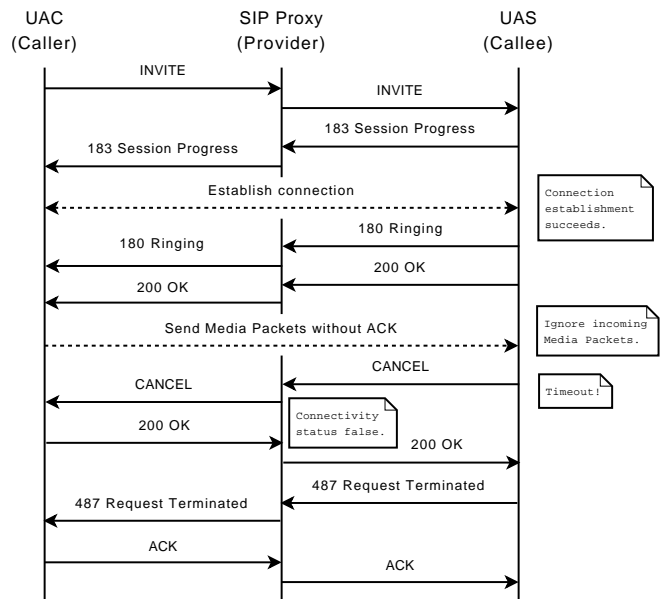 UAC
(Caller)
SIP Proxy
(Provider)
UAS
(Callee)
INVITE
INVITE
183 Session Progress
183 Session Progress
Establish connection
Connection
establishment
succeeds.
180 Ringing
180 Ringing
200 OK
200 OK
Send Media Packets without ACK
Ignore incoming
Media Packets.
CANCEL
CANCEL
Timeout!
Connectivity
status false.
200 OK
200 OK
487 Request Terminated
487 Request Terminated
ACK
ACK